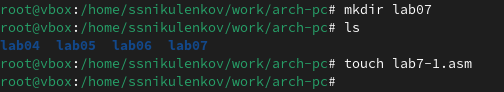 root@vbox:/home/ssnikulenkov/work/arch-pc# mkdir lab07
root@vbox:/home/ssnikulenkov/work/arch-pc# ls
lab04  lab05  lab06  lab07
root@vbox:/home/ssnikulenkov/work/arch-pc# touch lab7-1.asm
root@vbox:/home/ssnikulenkov/work/arch-pc#